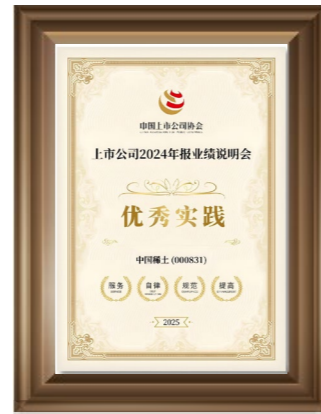 中国上市公司协会
上市公司2024年报业绩说明会
优秀实践
中国稀土 (000831)
服务 自律 规范 提高
2025